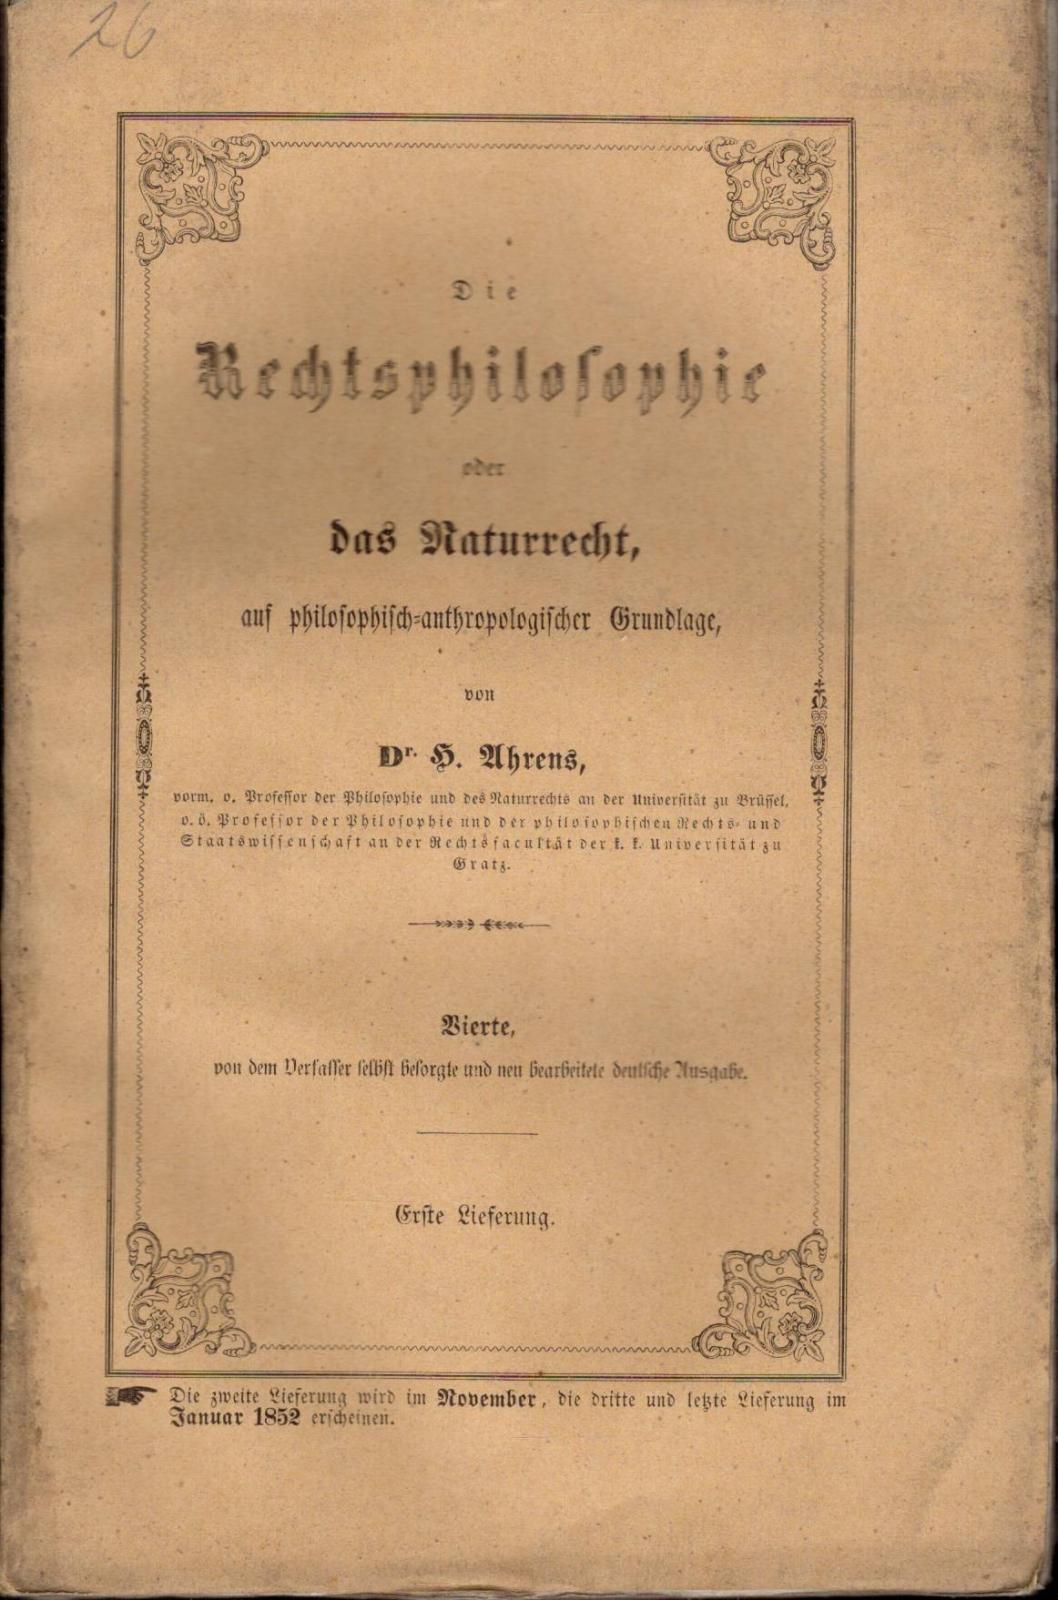 26
Die
Rechtsphilosophie
oder
das Naturrecht,
auf philosophisch-anthropologischer Grundlage,
von
Dr. H. Ahrens,
vorm. o. Professor der Philosophie und des Naturrechts an der Universität zu Brüssel,
o. ö. Professor der Philosophie und der philosophischen Rechts- und
Staatswissenschaft an der Rechtsfacultät der k. k. Universität zu
Gratz.
Vierte,
von dem Verfasser selbst besorgte und neu bearbeitete deutsche Ausgabe.
Erste Lieferung.
Die zweite Lieferung wird im November, die dritte und letzte Lieferung im
Januar 1852 erscheinen.